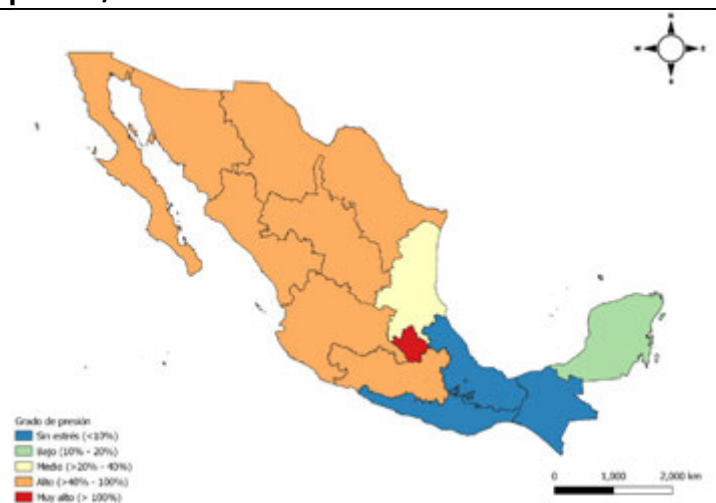 N
W E
S
Grado de presión
Sin estrés (<10%)
Bajo (10% - 20%)
Medio (>20% - 40%)
Alto (>40% - 100%)
Muy alto (> 100%)
0 1,000 2,000 km